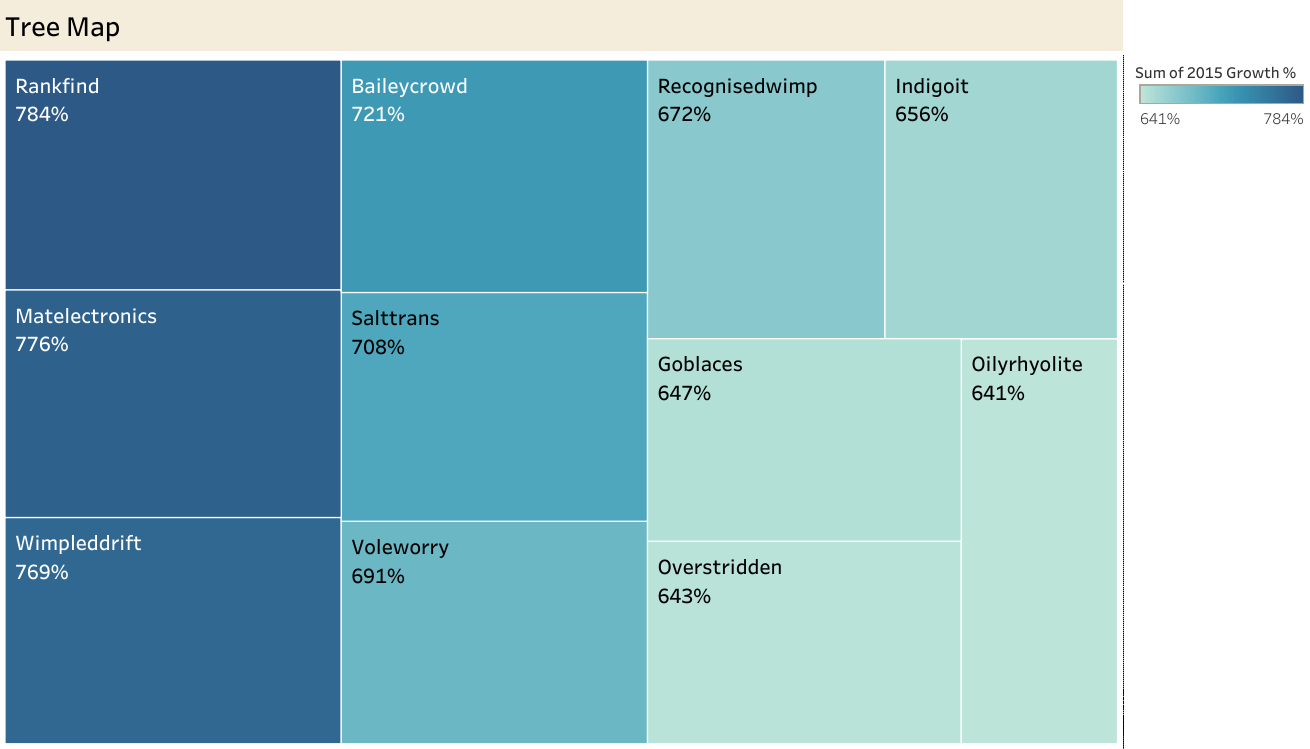 Tree Map
Rankfind
784%
Matelectronics
776%
Wimpleddrift
769%
Baileycrowd
721%
Salttrans
708%
Voleworry
691%
Recognisedwimp
672%
Indigoit
656%
Goblaces
647%
Overstridden
643%
Oilyrhyolite
641%
Sum of 2015 Growth %
641% 784%